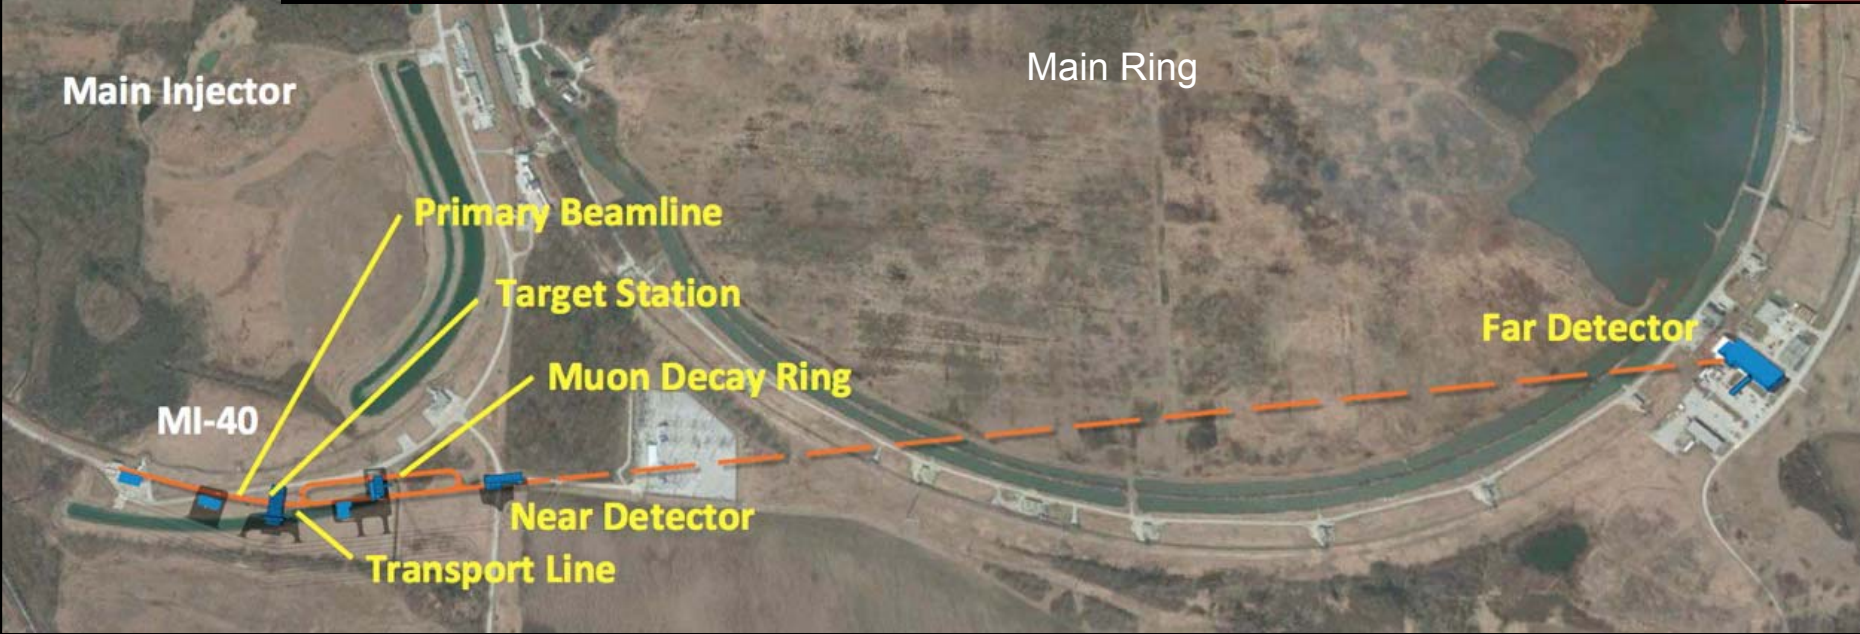 Main Ring
Main Injector
Primary Beamline
Target Station
Far Detector
Muon Decay Ring
MI-40
Near Detector
Transport Line